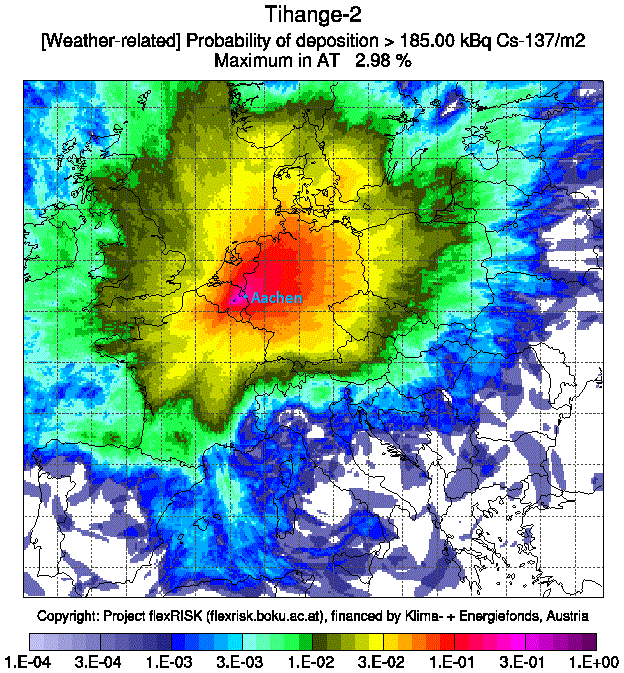 Tihange-2
[Weather-related] Probability of deposition > 185.00 kBq Cs-137/m2
Maximum in AT 2.98 %
Aachen
Copyright: Project flexRISK (flexrisk.boku.ac.at), financed by Klima- + Energiefonds, Austria
1.E-04 3.E-04 1.E-03 3.E-03 1.E-02 3.E-02 1.E-01 3.E-01 1.E+00